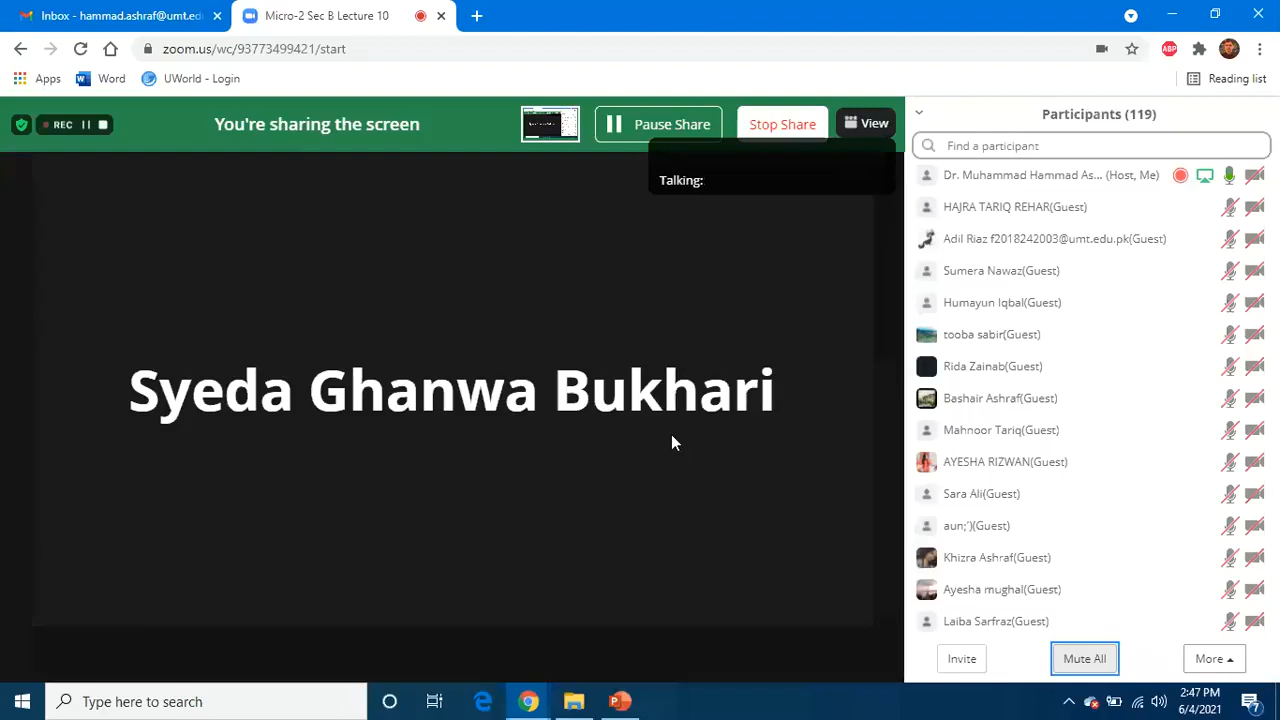 Inbox - hammad.ashraf@umt.ed
Micro-2 Sec B Lecture 10
zoom.us/wc/93773499421/start
ABP
Apps
Word
UWorld - Login
Reading list
REC
You're sharing the screen
Pause Share
Stop Share
View
Talking:
Syeda Ghanwa Bukhari
Participants (119)
Find a participant
Dr. Muhammad Hammad As... (Host, Me)
HAJRA TARIQ REHAR(Guest)
Adil Riaz f2018242003@umt.edu.pk(Guest)
Sumera Nawaz(Guest)
Humayun Iqbal(Guest)
tooba sabir(Guest)
Rida Zainab(Guest)
Bashair Ashraf(Guest)
Mahnoor Tariq(Guest)
AYESHA RIZWAN(Guest)
Sara Ali(Guest)
aun;')(Guest)
Khizra Ashraf(Guest)
Ayesha mughal(Guest)
Laiba Sarfraz(Guest)
Invite
Mute All
More
Type here to search
2:47 PM
6/4/2021
7